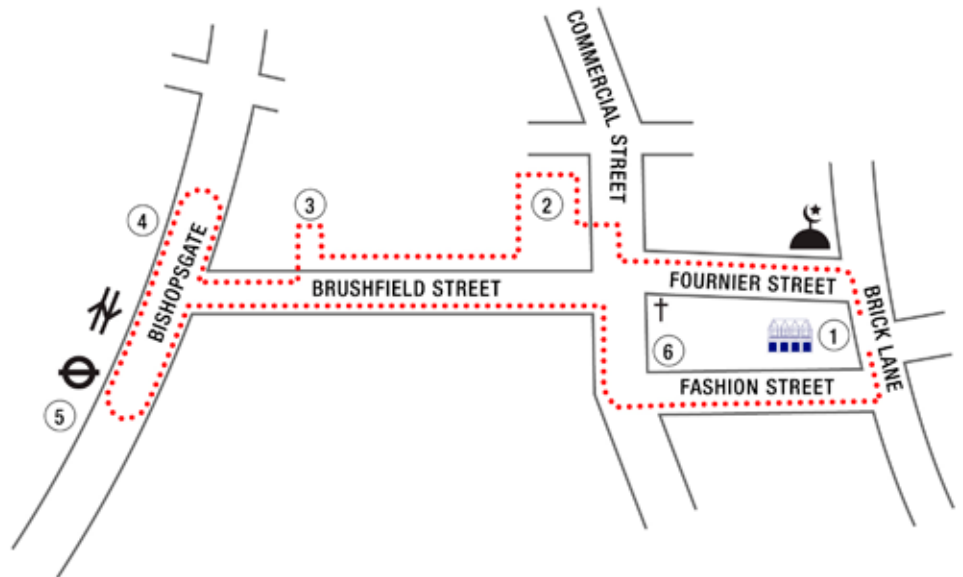 COMMERCIAL STREET
4
3
2
BISHOPSGATE
BRUSHFIELD STREET
FOURNIER STREET
BRICK LANE
1
6
FASHION STREET
5